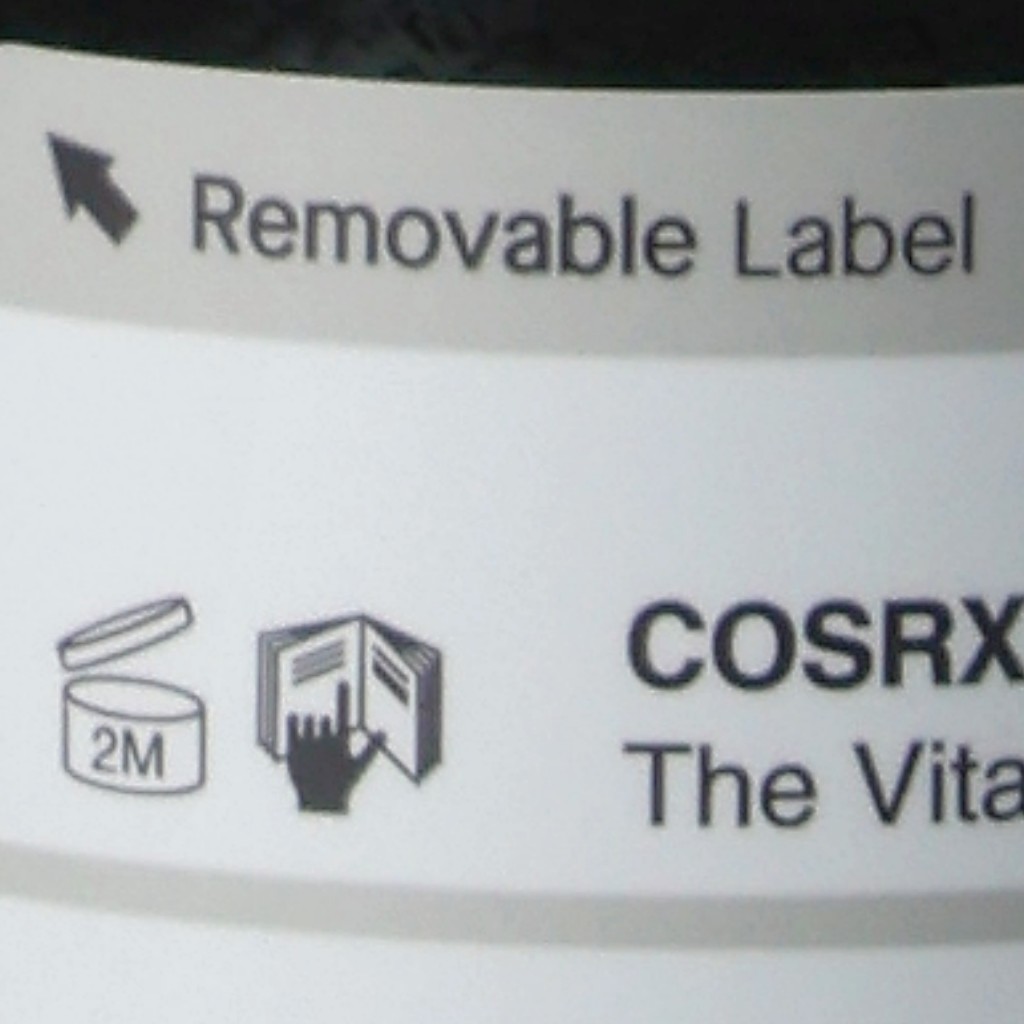 Removable Label
2M
COSRX
The Vita